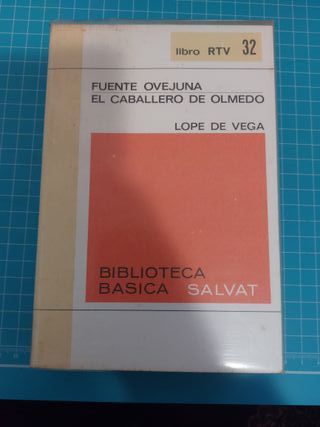 libro RTV 32
FUENTE OVEJUNA
EL CABALLERO DE OLMEDO
LOPE DE VEGA
BIBLIOTECA
BASICA SALVAT